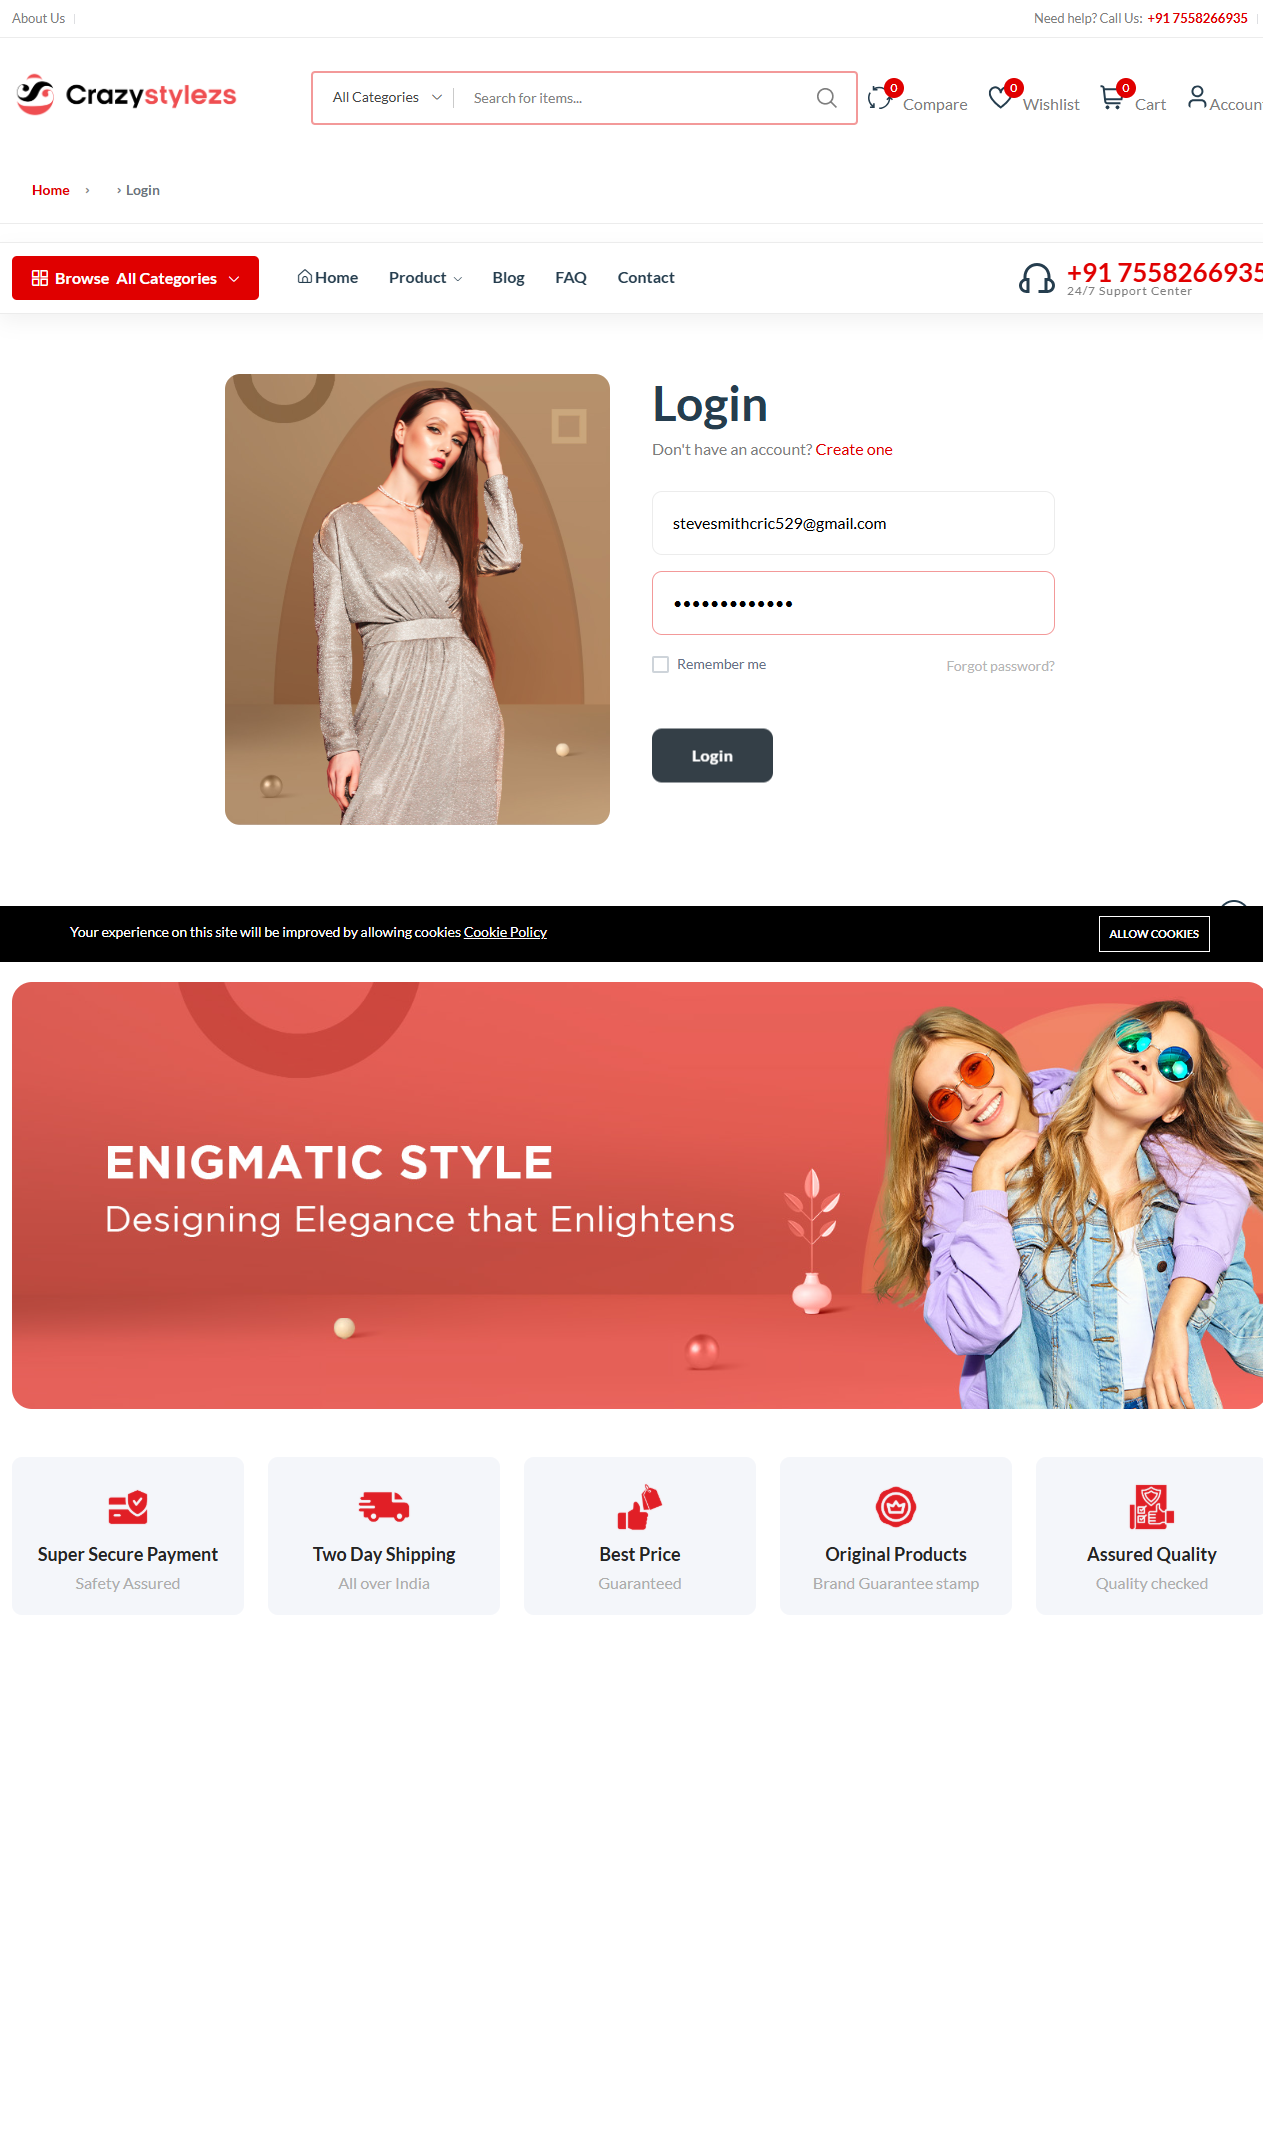 About Us
Need help? Call Us: +91 7558266935
Crazystylezs
All Categories
Search for items...
0
Compare
0
Wishlist
0
Cart
Accoun
Home › › Login
Browse All Categories
Home
Product
Blog
FAQ
Contact
+91 7558266935
24/7 Support Center
Login
Don't have an account? Create one
stevesmithcric529@gmail.com
•••••••••••••
Remember me
Forgot password?
Login
Your experience on this site will be improved by allowing cookies Cookie Policy
ALLOW COOKIES
ENIGMATIC STYLE
Designing Elegance that Enlightens
Super Secure Payment
Safety Assured
Two Day Shipping
All over India
Best Price
Guaranteed
Original Products
Brand Guarantee stamp
Assured Quality
Quality checked